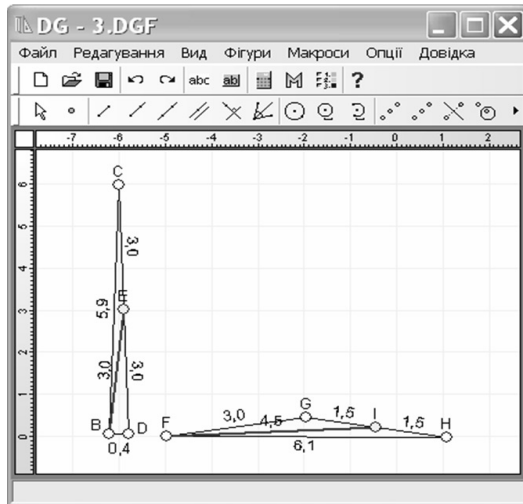 DG - 3.DGF
Файл Редагування Вид Фігури Макроси Опції Довідка
abc ab M ?
-7 -6 -5 -4 -3 -2 -1 0 1 2
C
6
3,0
5
4
E
5,9
3
3,0 3,0
2
1
G
3,0 4,5 1,5 I 1,5 H
B D F
0
0,4 6,1